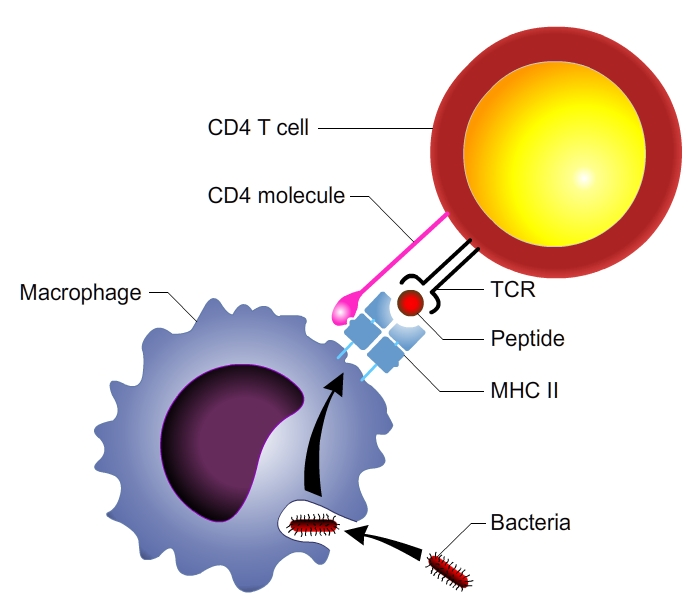 CD4 T cell
CD4 molecule
Macrophage
TCR
Peptide
MHC II
Bacteria